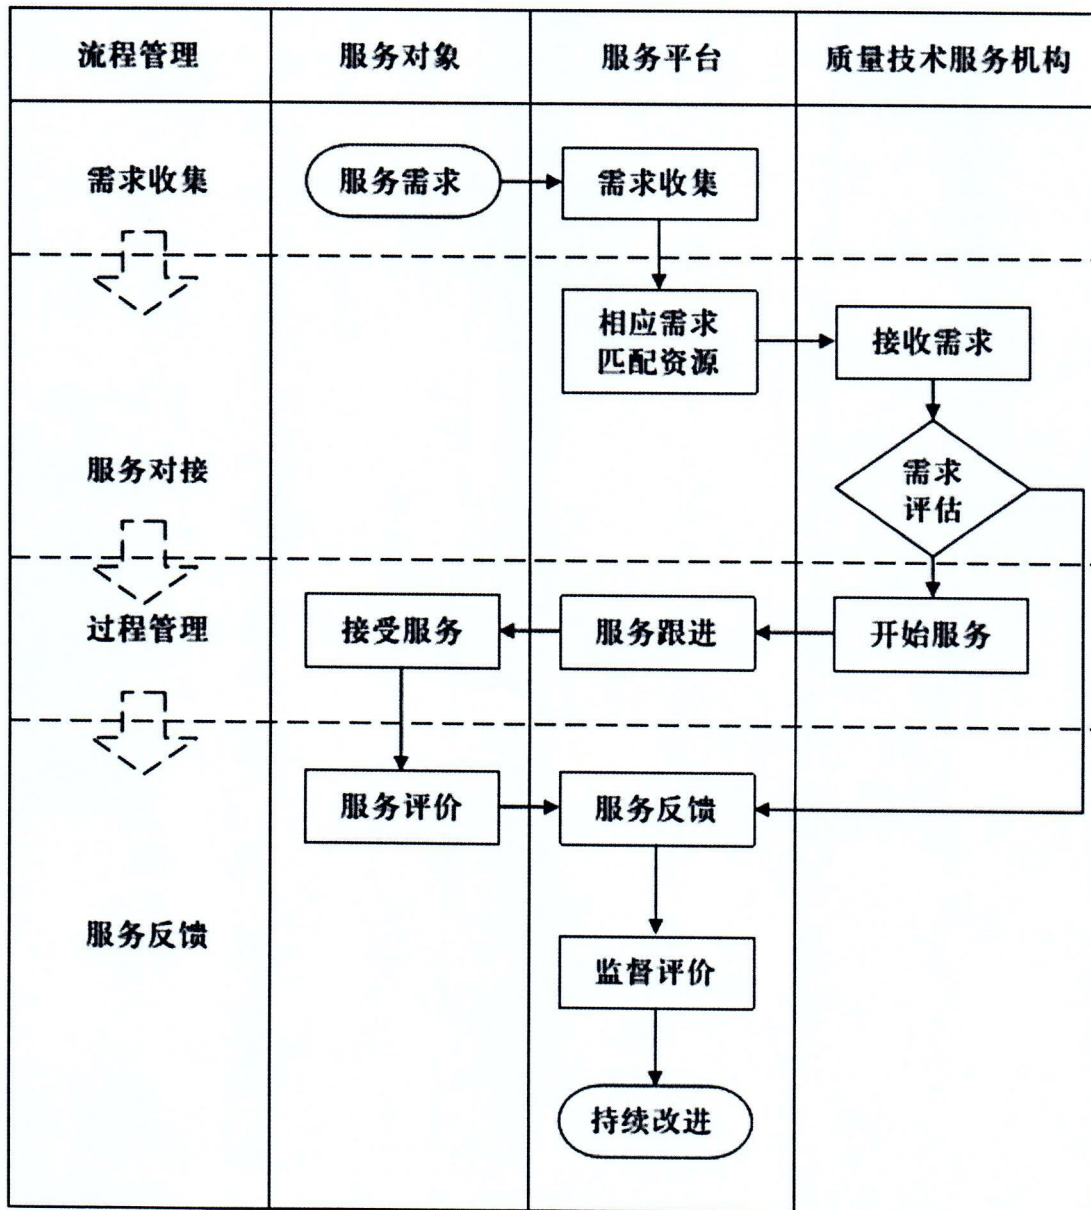 流程管理
服务对象
服务平台
质量技术服务机构
需求收集
服务需求
需求收集
相应需求
匹配资源
接收需求
服务对接
需求
评估
过程管理
接受服务
服务跟进
开始服务
服务评价
服务反馈
服务反馈
监督评价
持续改进